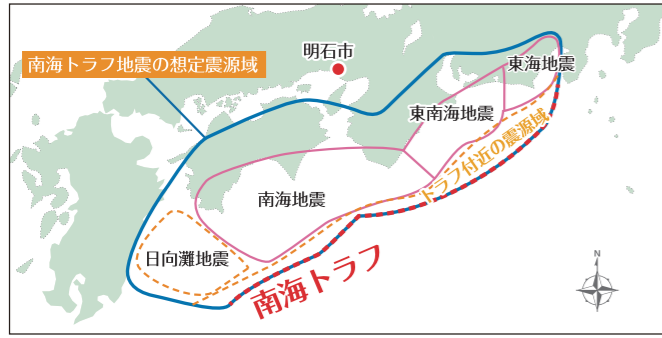 南海トラフ地震の想定震源域
明石市
東海地震
東南海地震
トラフ付近の震源域
南海地震
日向灘地震
南海トラフ
N